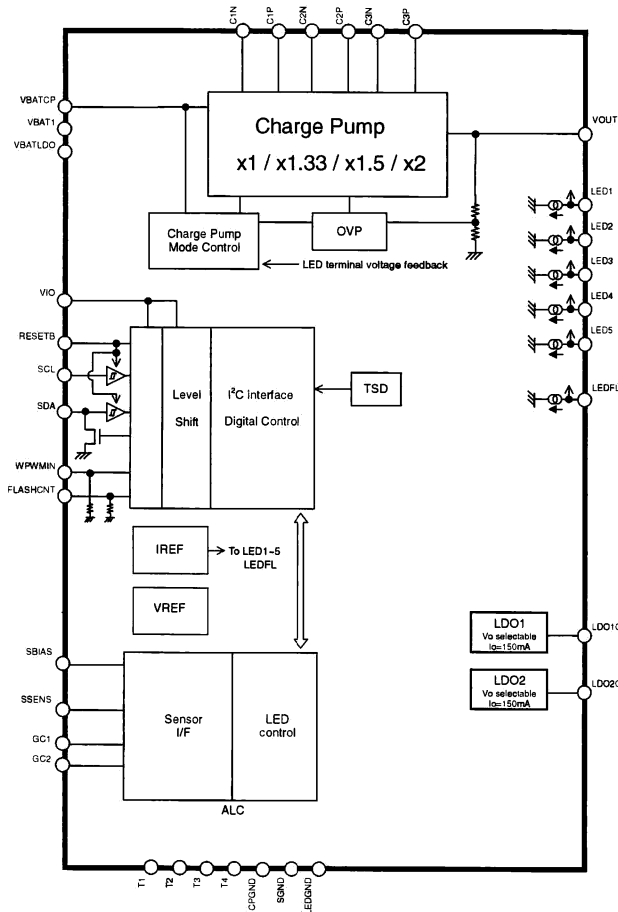 C1N
C1P
C2N
C2P
C3N
C3P
VBATCP
VBAT1
VBATLDO
Charge Pump
x1 / x1.33 / x1.5 / x2
VOUT
Charge Pump
Mode Control
OVP
LED terminal voltage feedback
LED1
LED2
LED3
LED4
LED5
LEDFL
VIO
RESETB
SCL
SDA
WPWMIN
FLASHCNT
Level
Shift
I²C interface
Digital Control
TSD
IREF
To LED1~5
LEDFL
VREF
LDO1
Vo selectable
Io=150mA
LDO1O
LDO2
Vo selectable
Io=150mA
LDO2O
SBIAS
SSENS
GC1
GC2
Sensor
I/F
LED
control
ALC
T1
T2
T3
T4
CPGND
SGND
LEDGND